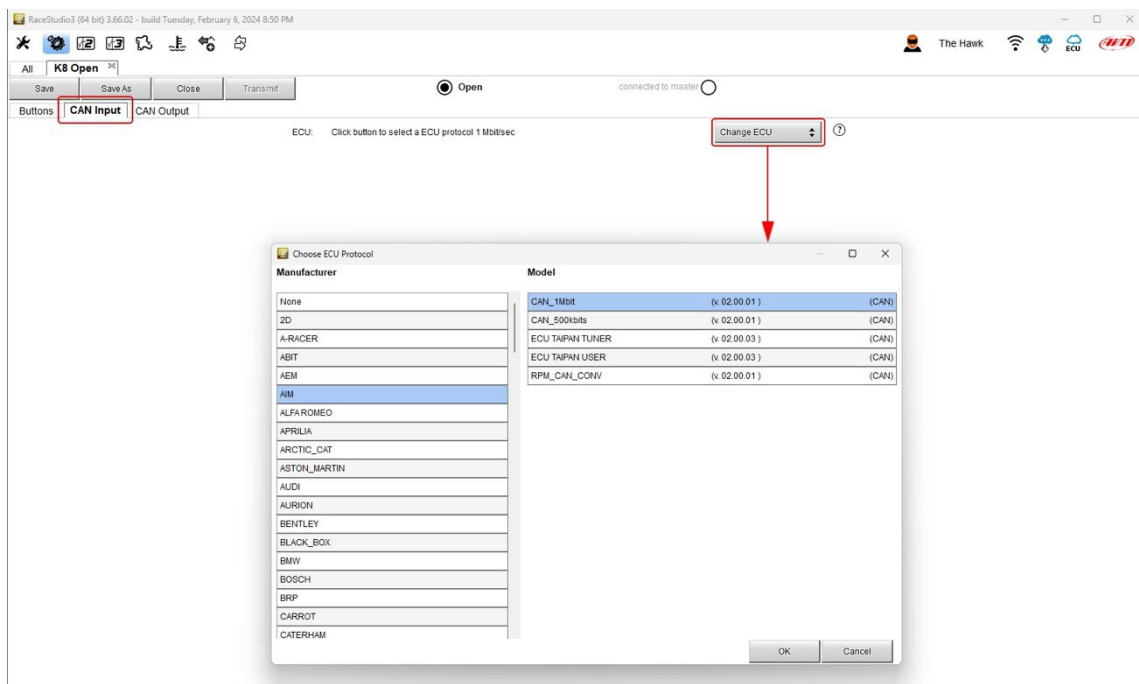 RaceStudio3 (64 bit) 3.66.02 - build Tuesday, February 6, 2024 8:50 PM
The Hawk ECU AIM
All K8 Open
Save Save As Close Transmit Open connected to master
Buttons CAN Input CAN Output
ECU: Click button to select a ECU protocol 1 Mbit/sec Change ECU ?
Choose ECU Protocol
Manufacturer Model
None CAN_1Mbit (v. 02.00.01 ) (CAN)
2D CAN_500kbits (v. 02.00.01 ) (CAN)
A-RACER ECU TAIPAN TUNER (v. 02.00.03 ) (CAN)
ABIT ECU TAIPAN USER (v. 02.00.03 ) (CAN)
AEM RPM_CAN_CONV (v. 02.00.01 ) (CAN)
AIM
ALFA ROMEO
APRILIA
ARCTIC_CAT
ASTON_MARTIN
AUDI
AURION
BENTLEY
BLACK_BOX
BMW
BOSCH
BRP
CARROT
CATERHAM
OK Cancel